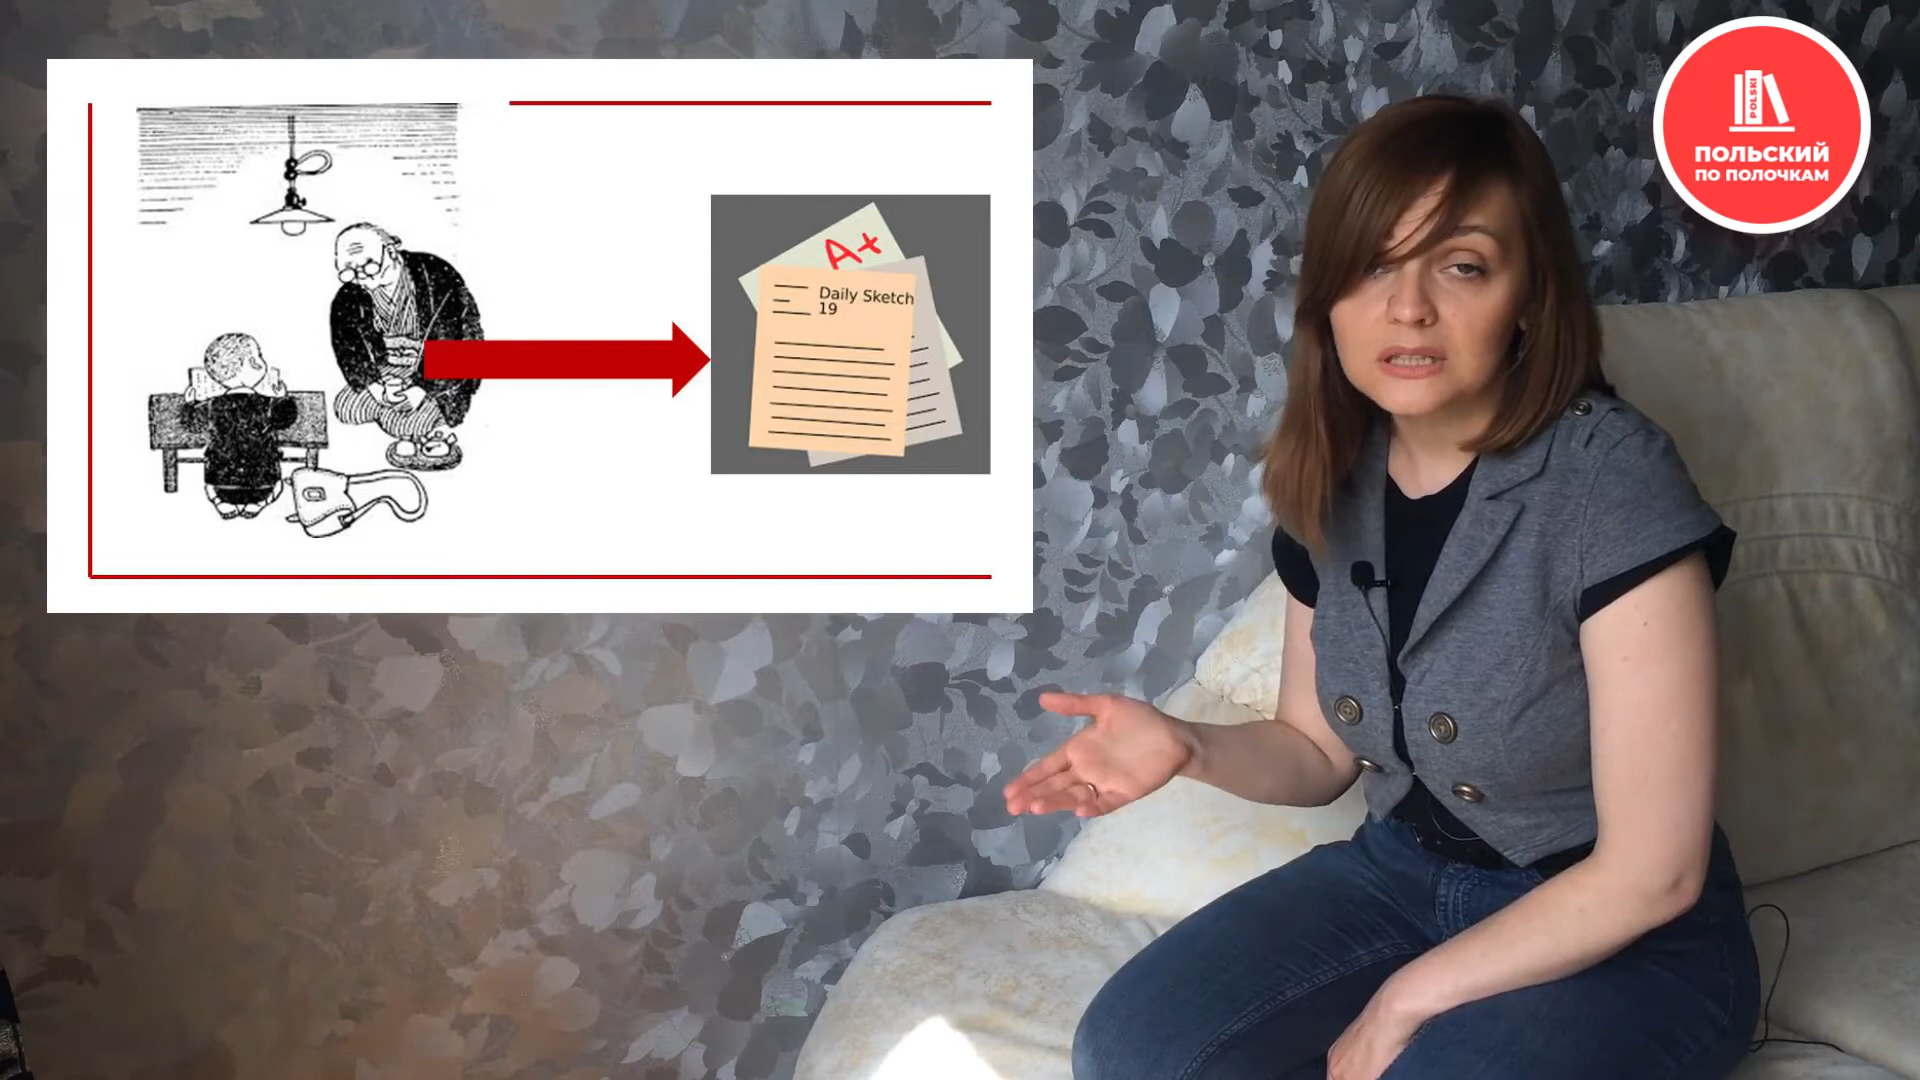 A+
Daily Sketch
19
POLSKI
ПОЛЬСКИЙ
ПО ПОЛОЧКАМ